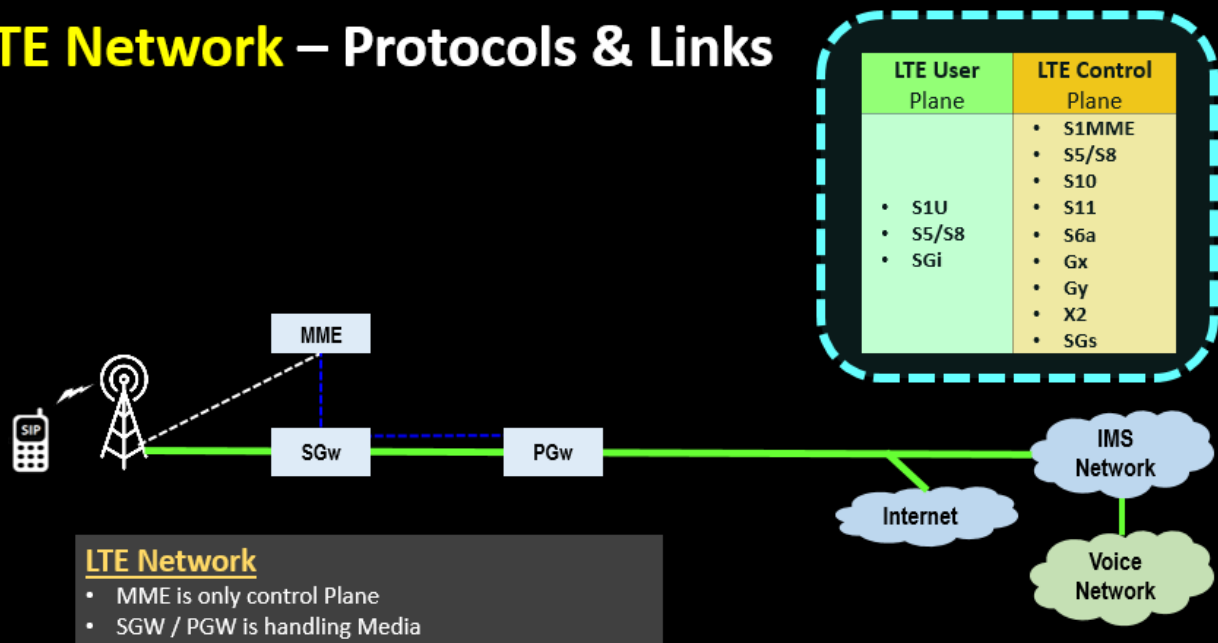 TE Network – Protocols & Links
LTE User
Plane
LTE Control
Plane
• S1U
• S5/S8
• SGi
• S1MME
• S5/S8
• S10
• S11
• S6a
• Gx
• Gy
• X2
• SGs
MME
SIP
SGw
PGw
IMS
Network
Internet
Voice
Network
LTE Network
• MME is only control Plane
• SGW / PGW is handling Media